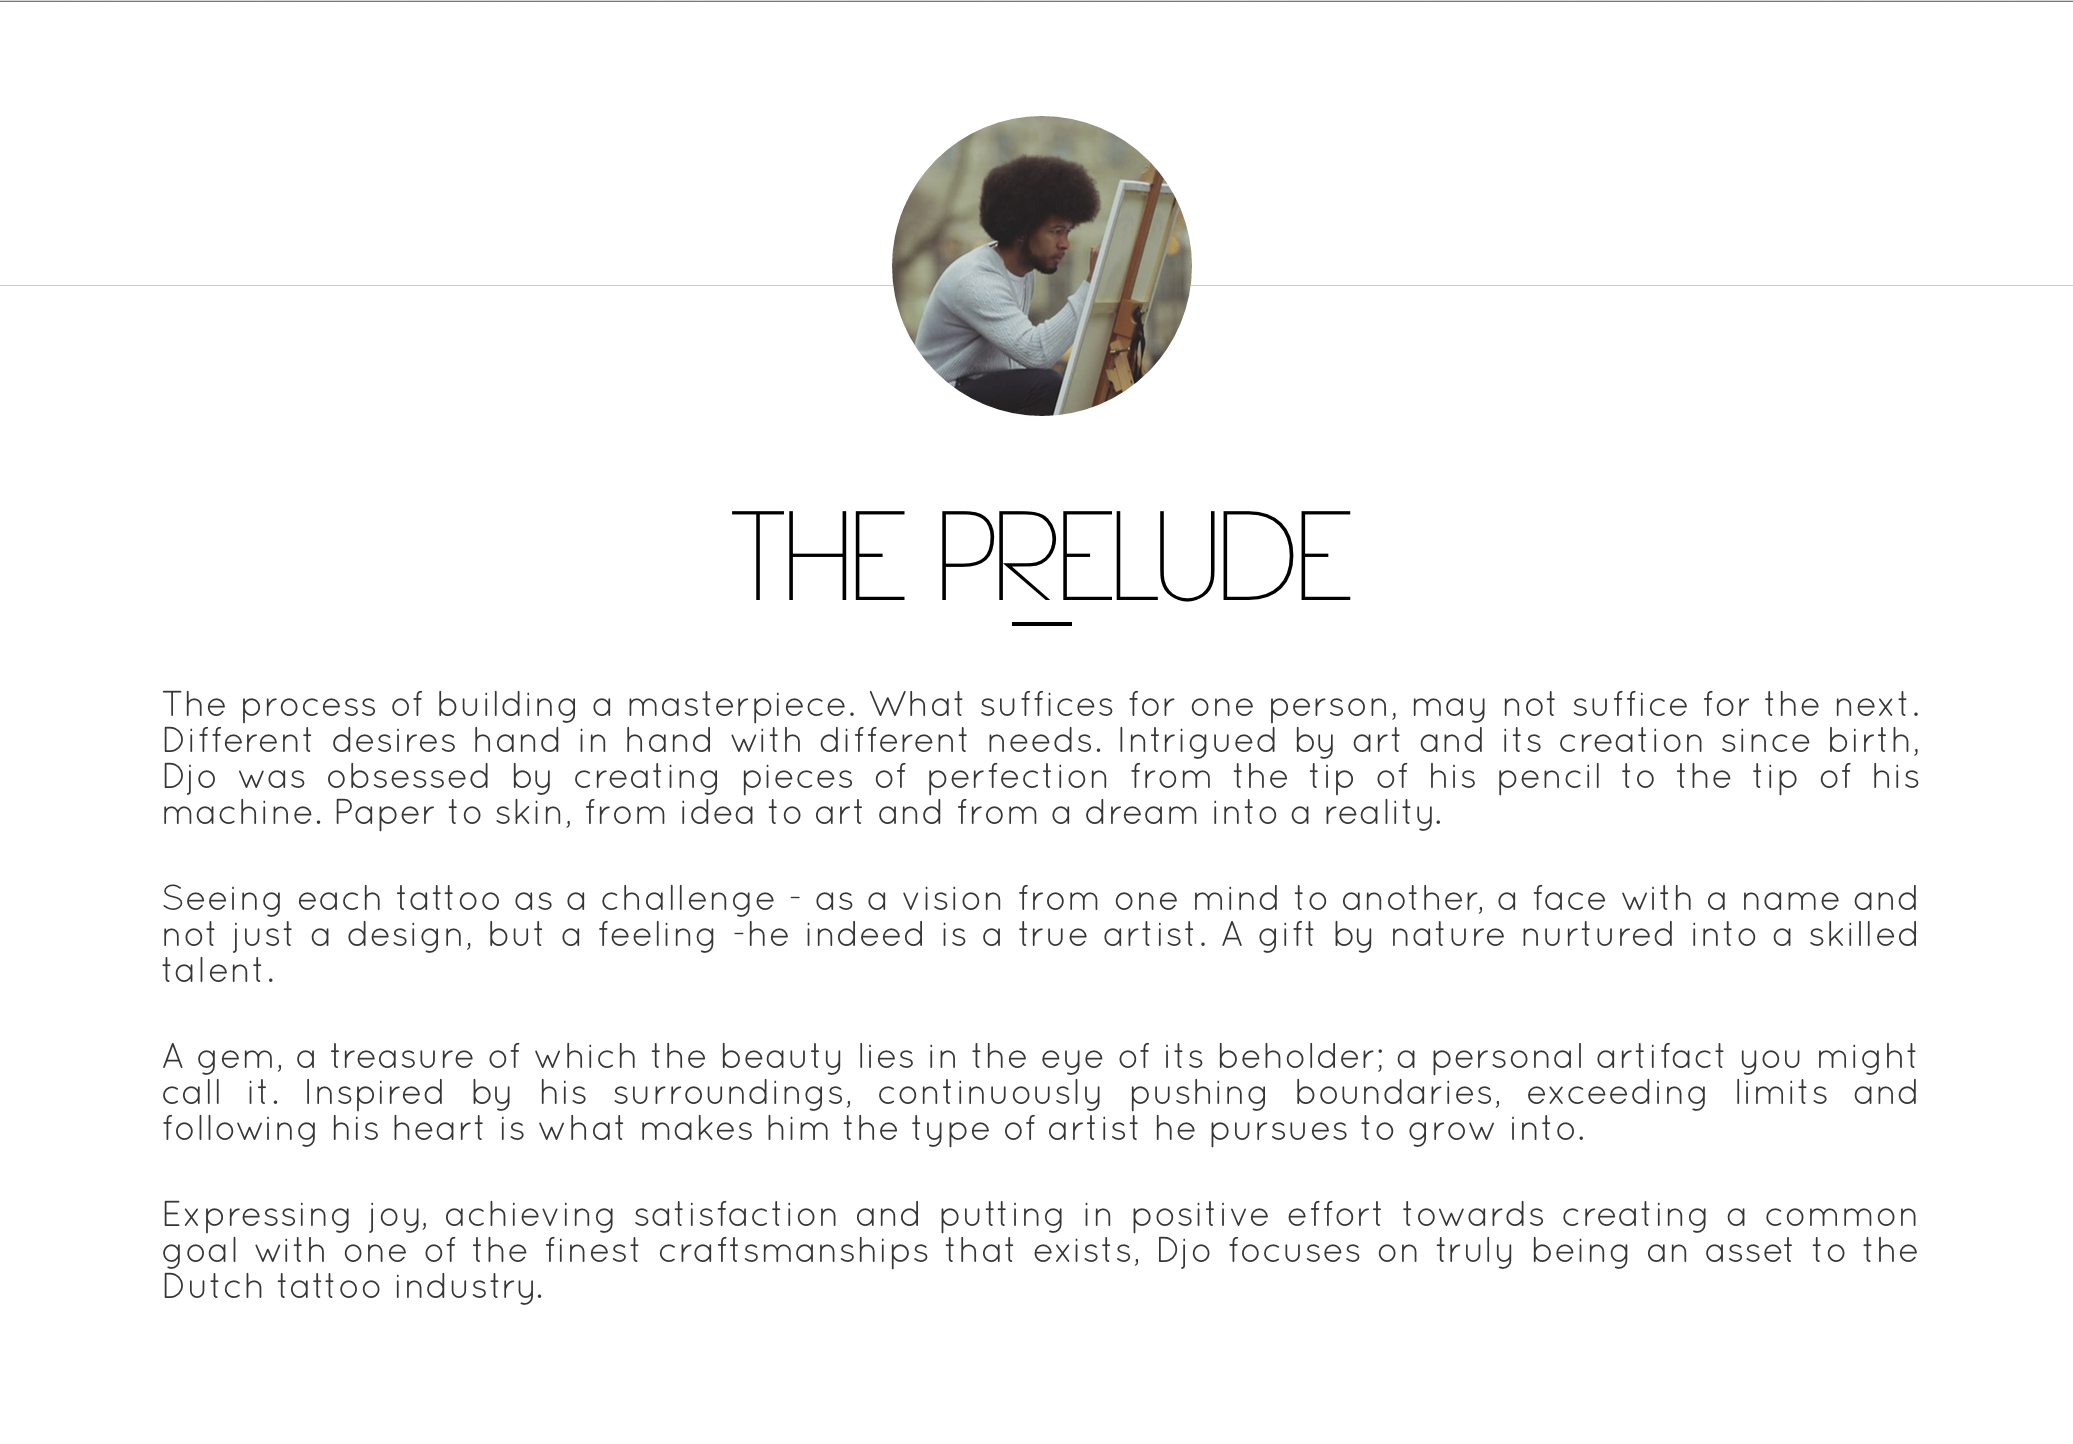 THE PRELUDE
The process of building a masterpiece. What suffices for one person, may not suffice for the next.
Different desires hand in hand with different needs. Intrigued by art and its creation since birth,
Djo was obsessed by creating pieces of perfection from the tip of his pencil to the tip of his
machine. Paper to skin, from idea to art and from a dream into a reality.
Seeing each tattoo as a challenge - as a vision from one mind to another, a face with a name and
not just a design, but a feeling -he indeed is a true artist. A gift by nature nurtured into a skilled
talent.
A gem, a treasure of which the beauty lies in the eye of its beholder; a personal artifact you might
call it. Inspired by his surroundings, continuously pushing boundaries, exceeding limits and
following his heart is what makes him the type of artist he pursues to grow into.
Expressing joy, achieving satisfaction and putting in positive effort towards creating a common
goal with one of the finest craftsmanships that exists, Djo focuses on truly being an asset to the
Dutch tattoo industry.